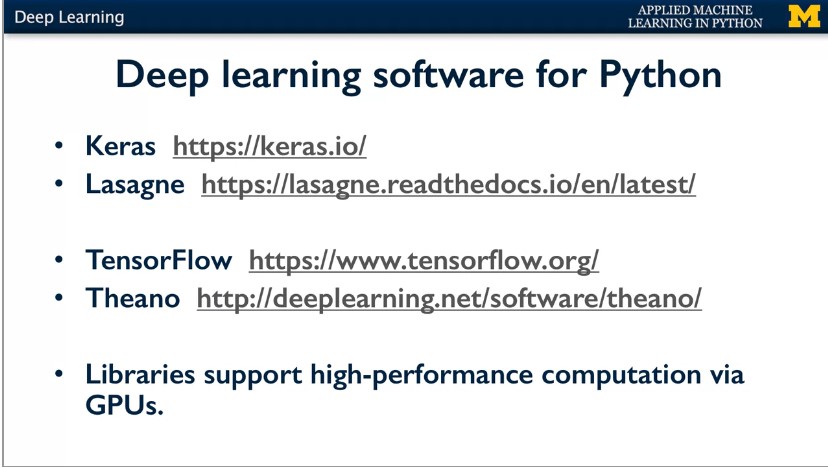 Deep Learning
APPLIED MACHINE
LEARNING IN PYTHON
M
Deep learning software for Python
• Keras https://keras.io/
• Lasagne https://lasagne.readthedocs.io/en/latest/
• TensorFlow https://www.tensorflow.org/
• Theano http://deeplearning.net/software/theano/
• Libraries support high-performance computation via
GPUs.